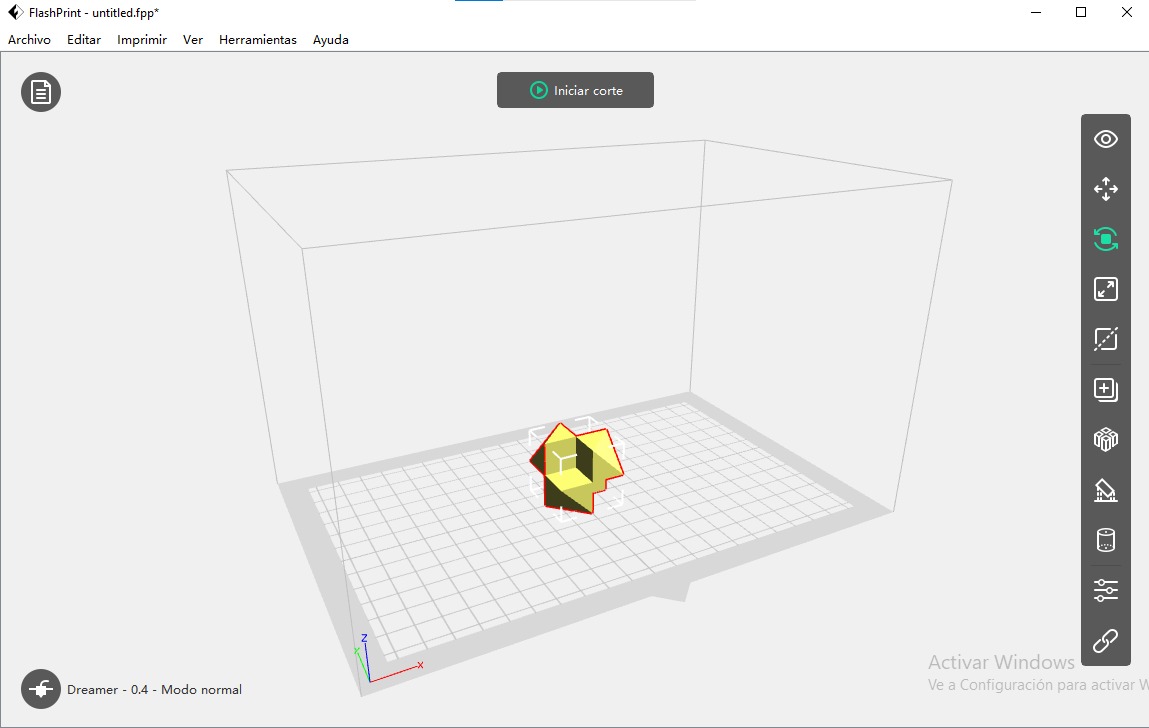 FlashPrint - untitled.fpp*
Archivo Editar Imprimir Ver Herramientas Ayuda
Iniciar corte
Z
Y
X
Activar Windows
Ve a Configuración para activar W
Dreamer - 0.4 - Modo normal